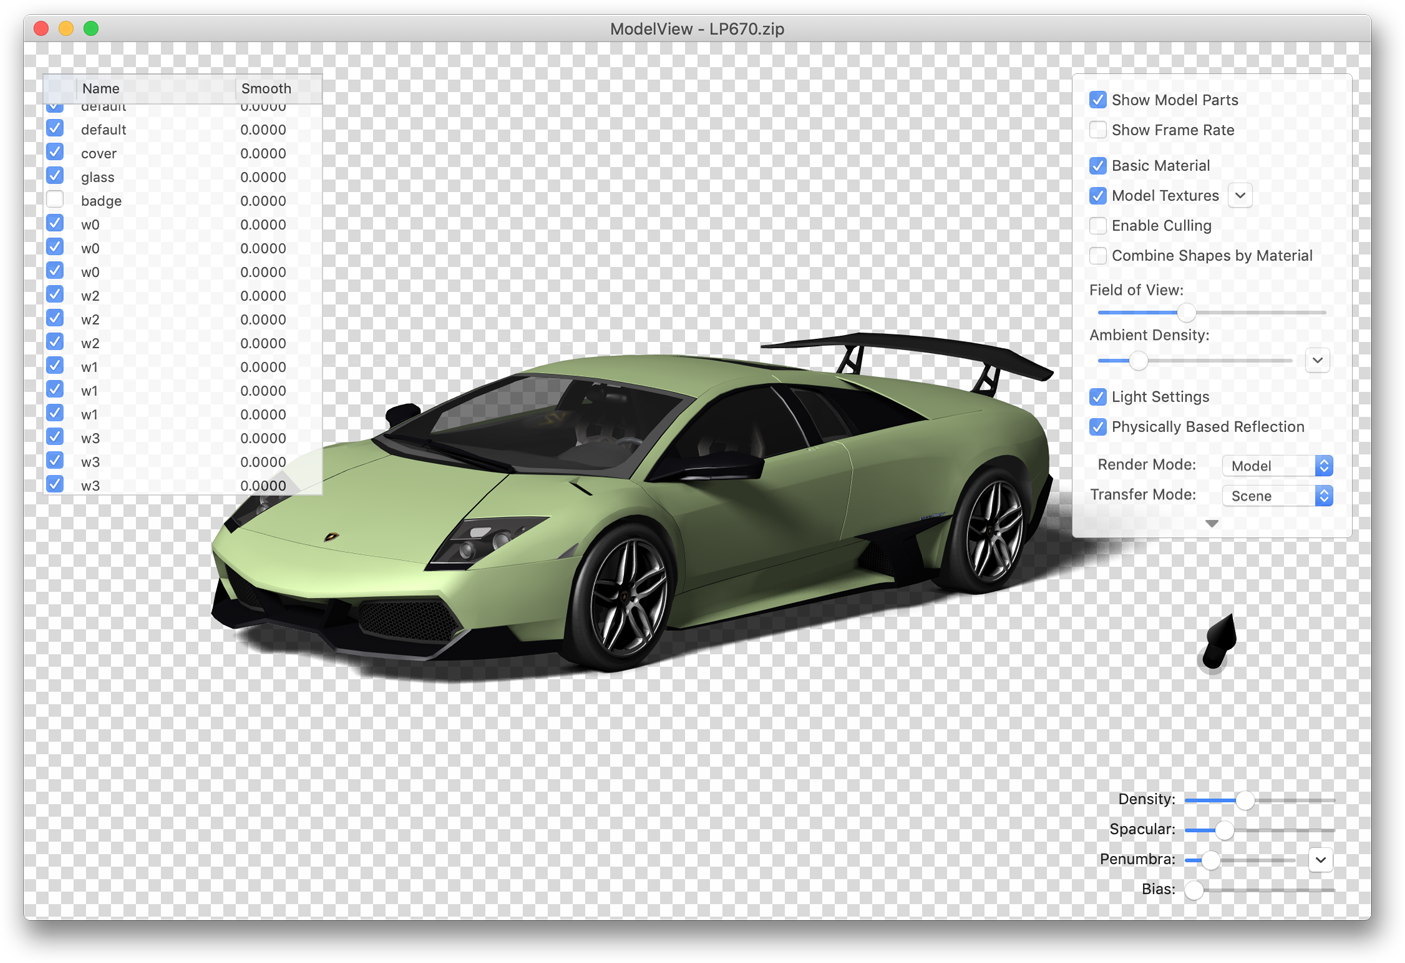 ModelView - LP670.zip
Name Smooth
default 0.0000
default 0.0000
cover 0.0000
glass 0.0000
badge 0.0000
w0 0.0000
w0 0.0000
w0 0.0000
w2 0.0000
w2 0.0000
w2 0.0000
w1 0.0000
w1 0.0000
w1 0.0000
w3 0.0000
w3 0.0000
w3 0.0000
Show Model Parts
Show Frame Rate
Basic Material
Model Textures
Enable Culling
Combine Shapes by Material
Field of View:
Ambient Density:
Light Settings
Physically Based Reflection
Render Mode: Model
Transfer Mode: Scene
Density:
Spacular:
Penumbra:
Bias: